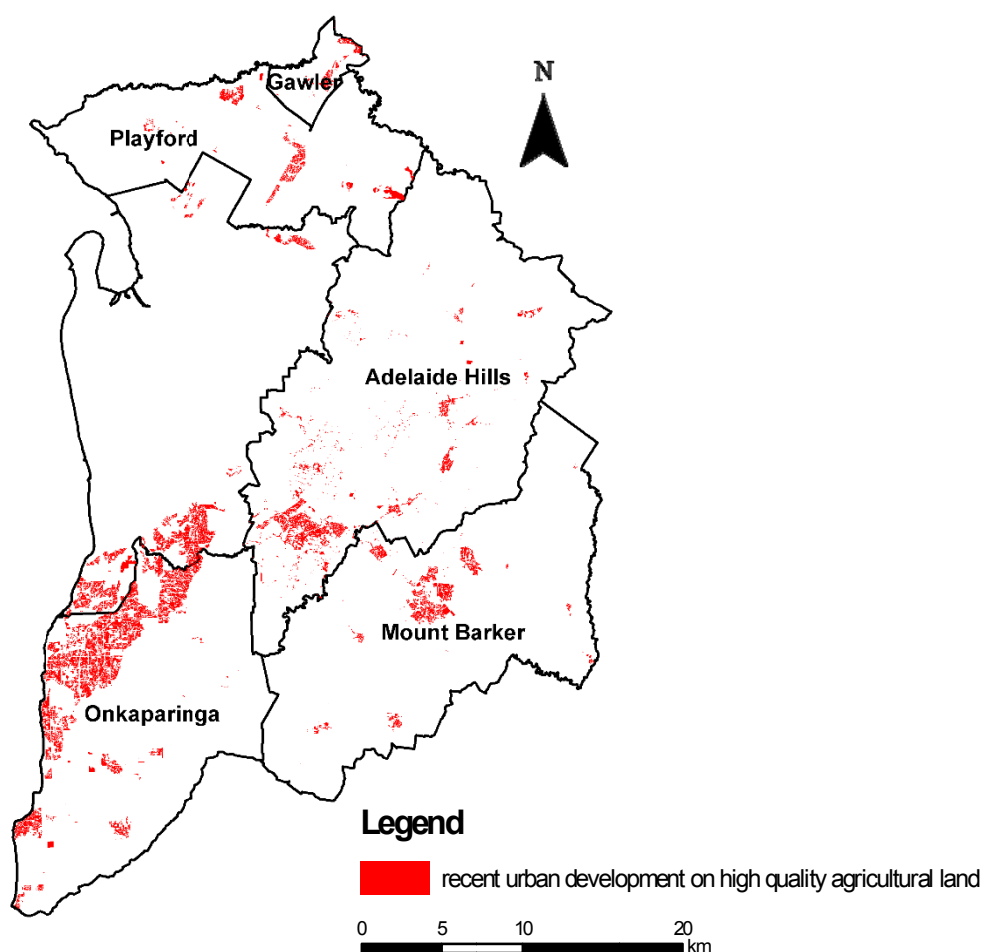 N
Gawler
Playford
Adelaide Hills
Mount Barker
Onkaparinga
Legend
recent urban development on high quality agricultural land
0 5 10 20
km